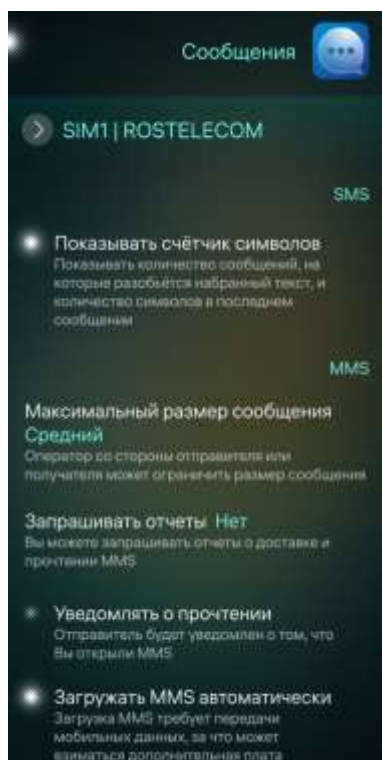 Сообщения
SIM1 | ROSTELECOM
SMS
Показывать счётчик символов
Показывать количество сообщений, на
которые разобьётся набранный текст, и
количество символов в последнем
сообщении
MMS
Максимальный размер сообщения
Средний
Оператор со стороны отправителя или
получателя может ограничить размер сообщения
Запрашивать отчеты Нет
Вы можете запрашивать отчеты о доставке и
прочтении MMS
Уведомлять о прочтении
Отправитель будет уведомлен о том, что
Вы открыли MMS
Загружать MMS автоматически
Загрузка MMS требует передачи
мобильных данных, за что может
взиматься дополнительная плата